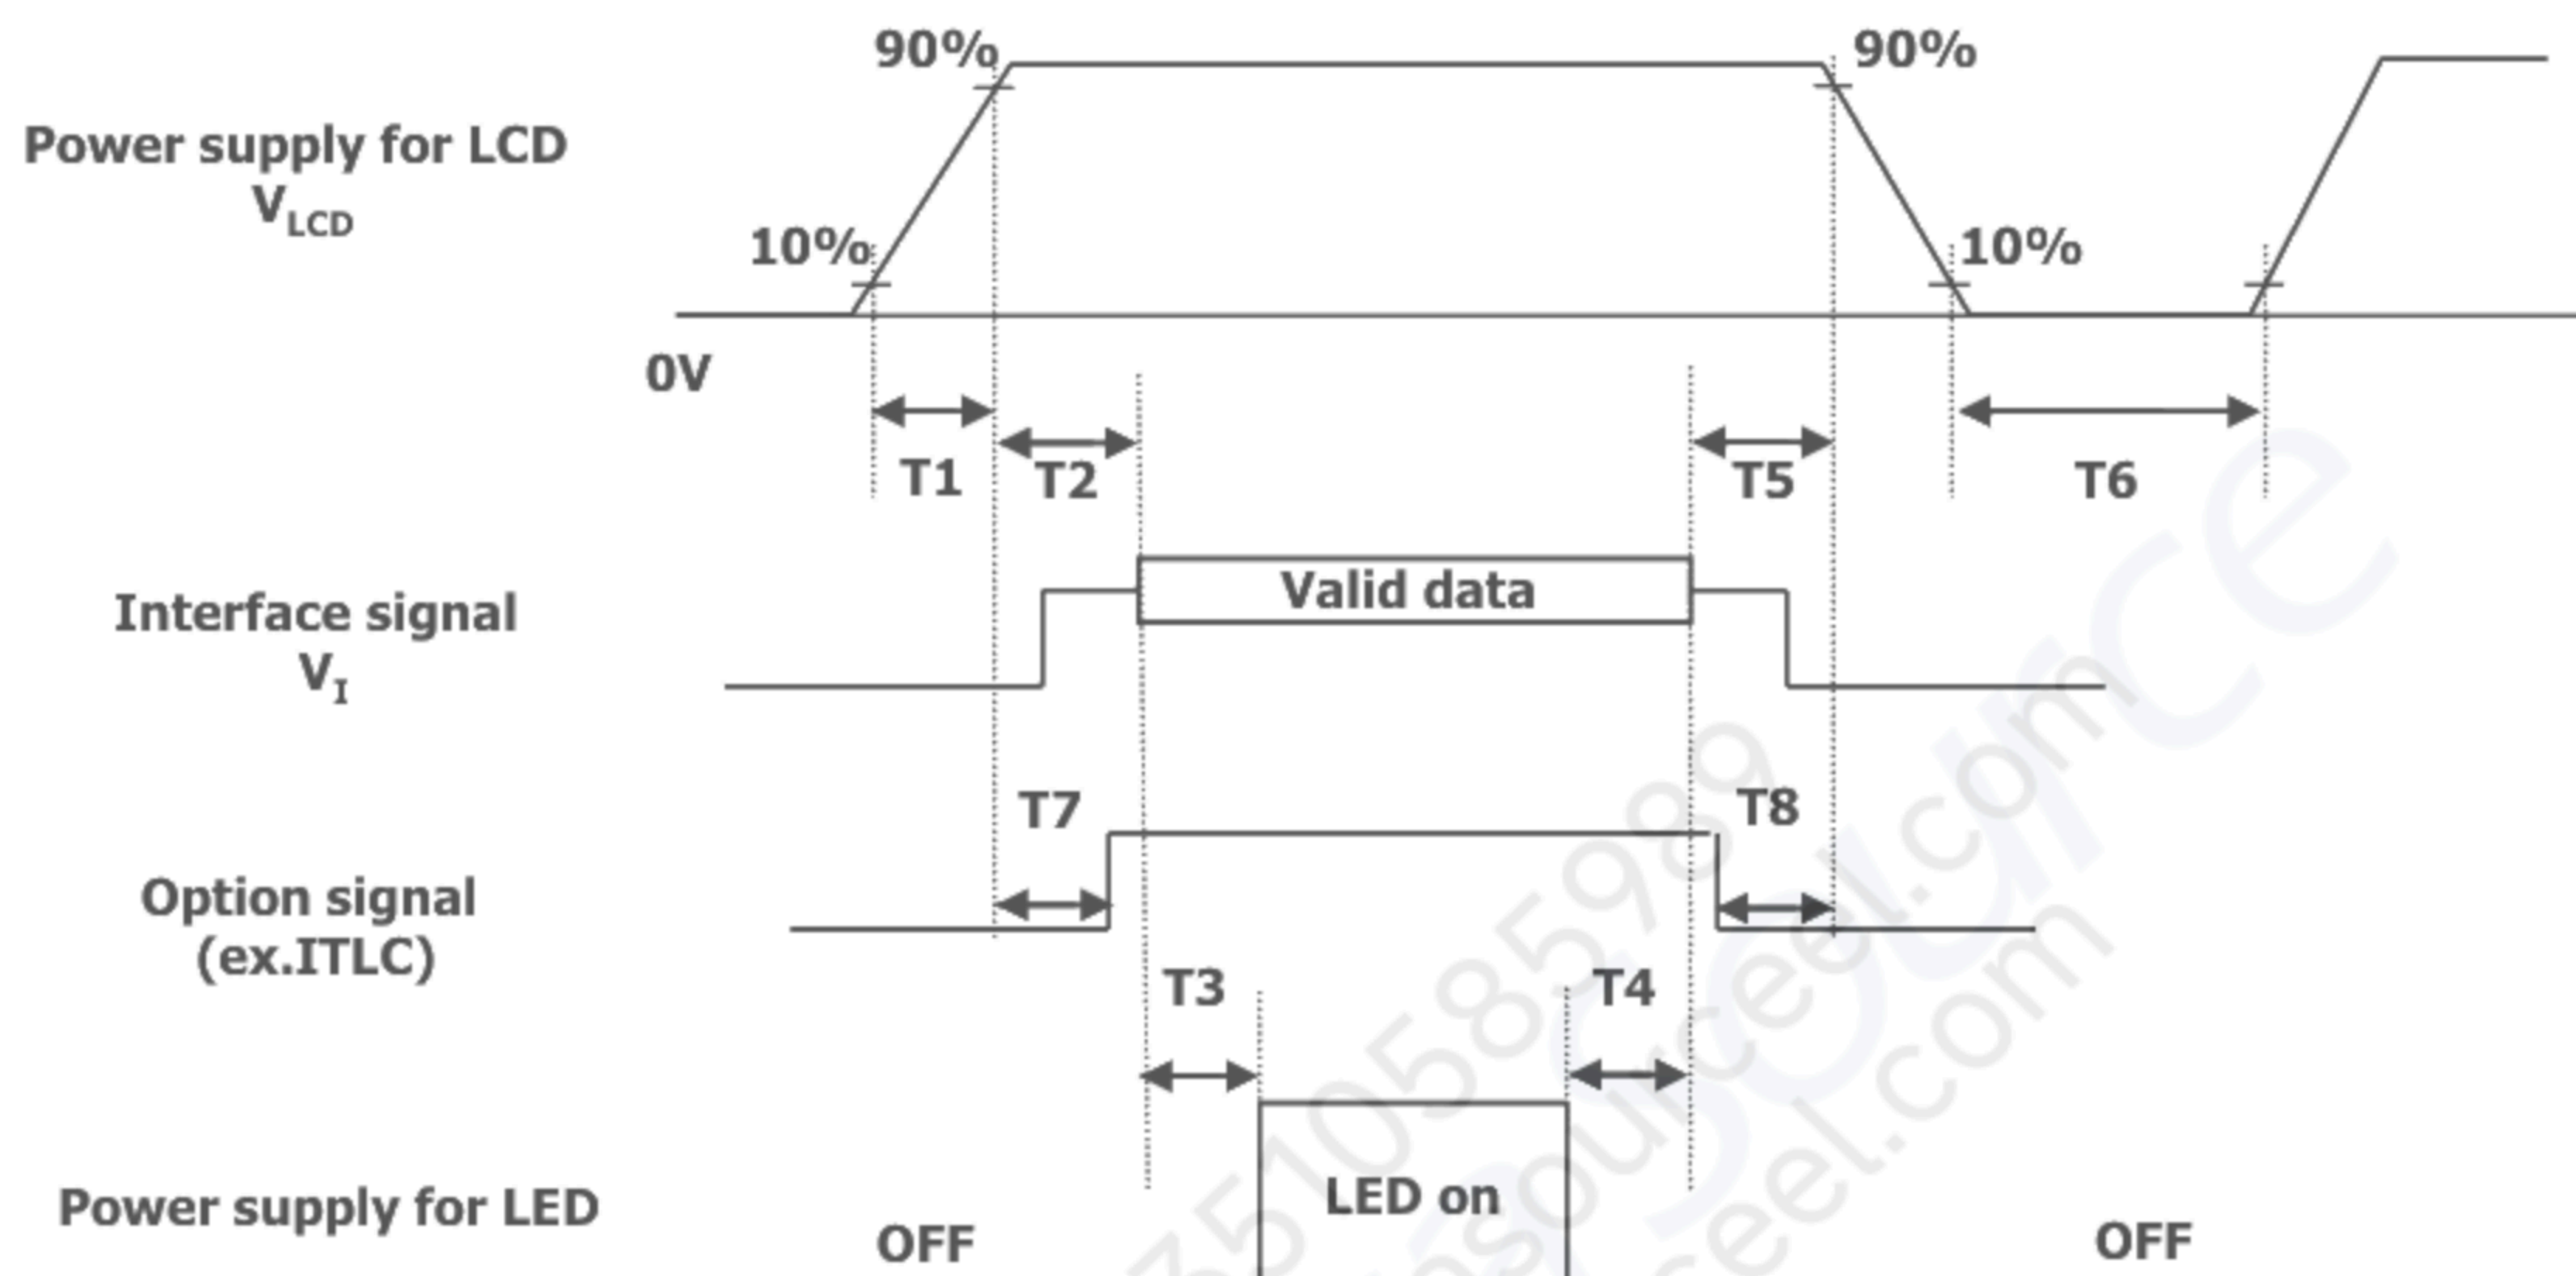 90%
90%
Power supply for LCD
VLCD
10%
10%
0V
T1
T2
T5
T6
Valid data
Interface signal
VI
T7
T8
Option signal
(ex.ITLC)
T3
T4
LED on
Power supply for LED
OFF
OFF